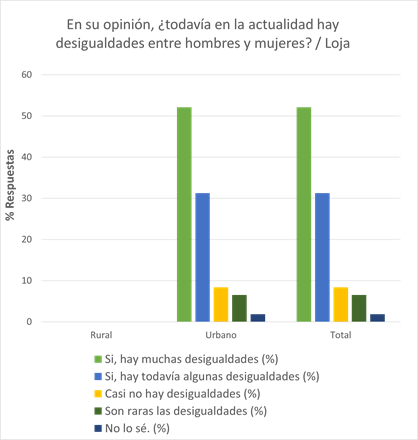 En su opinión, ¿todavía en la actualidad hay
desigualdades entre hombres y mujeres? / Loja
60
50
40
30
20
10
0
% Respuestas
Rural Urbano Total
Si, hay muchas desigualdades (%)
Si, hay todavía algunas desigualdades (%)
Casi no hay desigualdades (%)
Son raras las desigualdades (%)
No lo sé. (%)